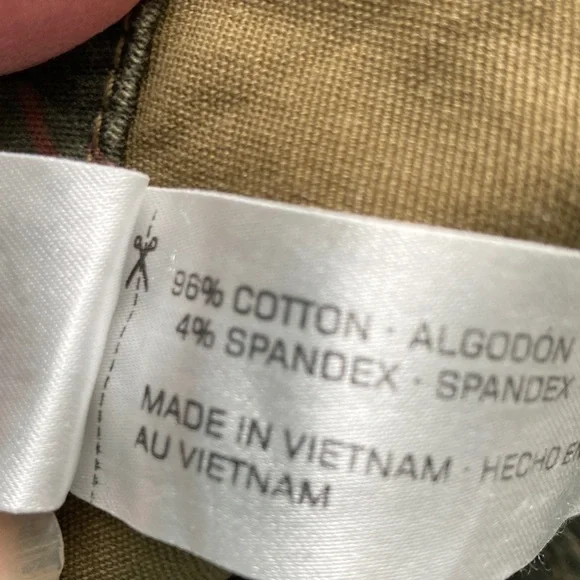 96% COTTON · ALGODÓN
4% SPANDEX · SPANDEX
MADE IN VIETNAM · HECHO EN
AU VIETNAM